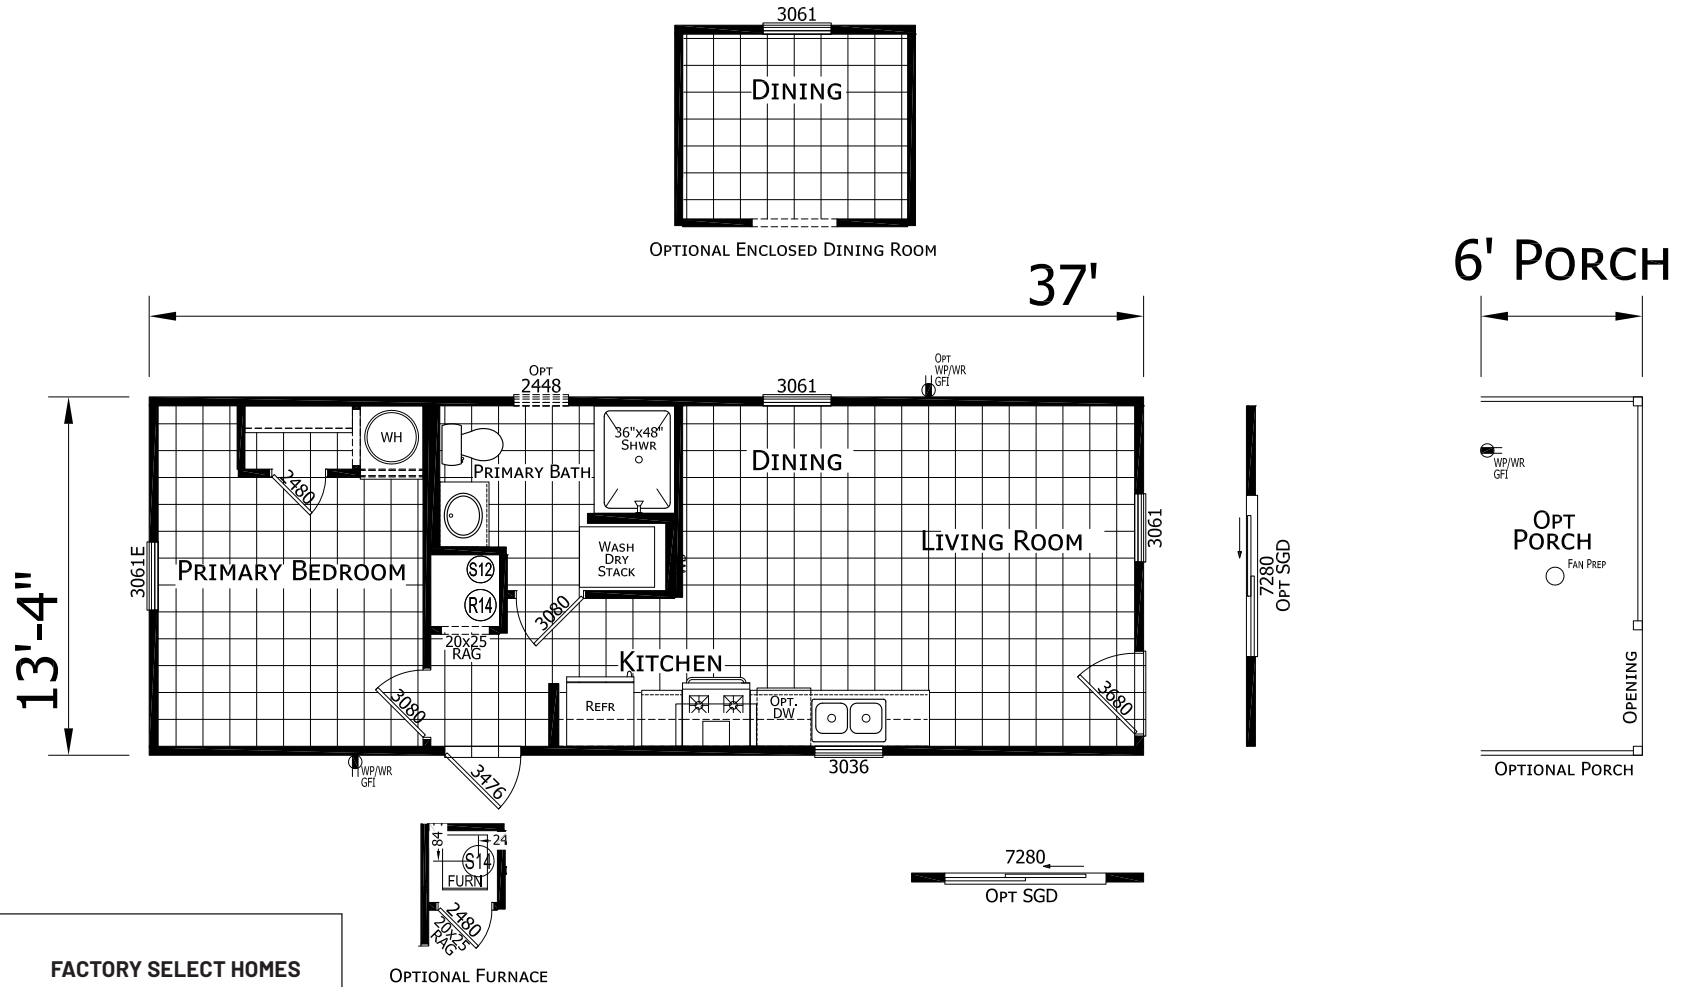 3061
DINING
OPTIONAL ENCLOSED DINING ROOM
37'
6' PORCH
13'-4"
OPT
2448
3061
OPT
WP/WR
GFI
WH
2480
PRIMARY BATH
36"x48"
SHWR
DINING
LIVING ROOM
3061
3061E
PRIMARY BEDROOM
WASH
DRY
STACK
S12
R14
20x25
RAG
3080
KITCHEN
3080
REFR
OPT.
DW
3680
3036
WP/WR
GFI
3476
7280
OPT SGD
WP/WR
GFI
OPT
PORCH
FAN PREP
OPENING
OPTIONAL PORCH
84
24
S14
FURN
2480
20x25
RAG
OPTIONAL FURNACE
7280
OPT SGD
FACTORY SELECT HOMES